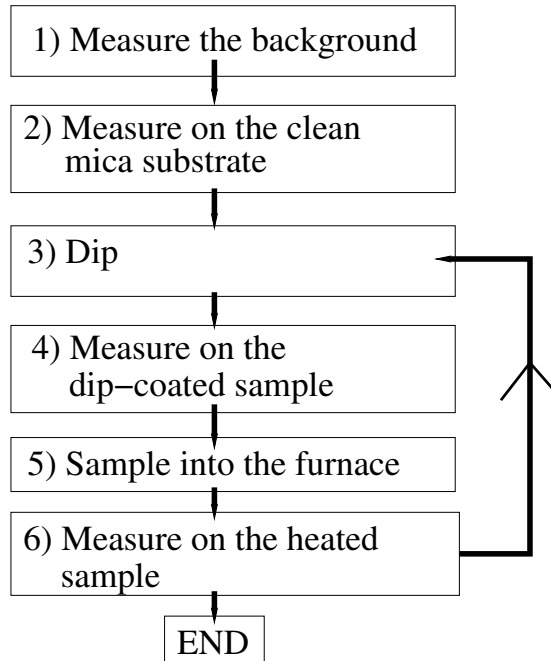 1) Measure the background
2) Measure on the clean
mica substrate
3) Dip
4) Measure on the
dip−coated sample
5) Sample into the furnace
6) Measure on the heated
sample
END